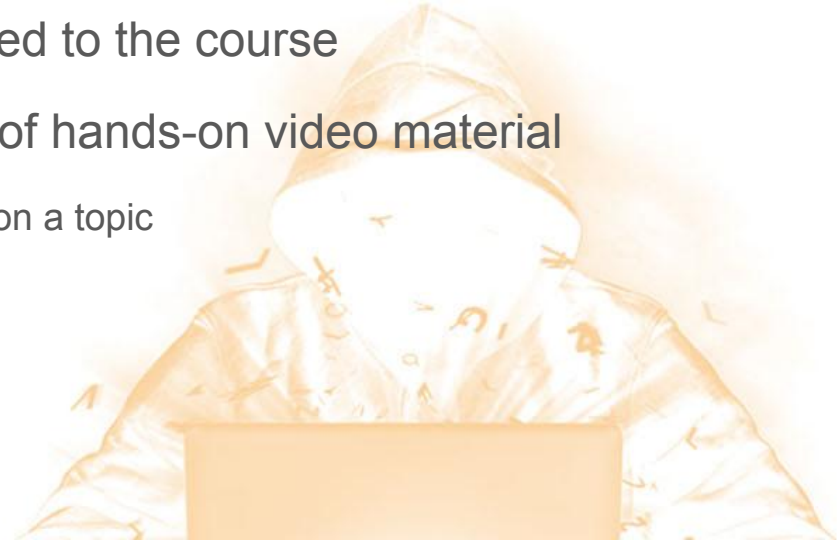 ed to the course
of hands-on video material
on a topic